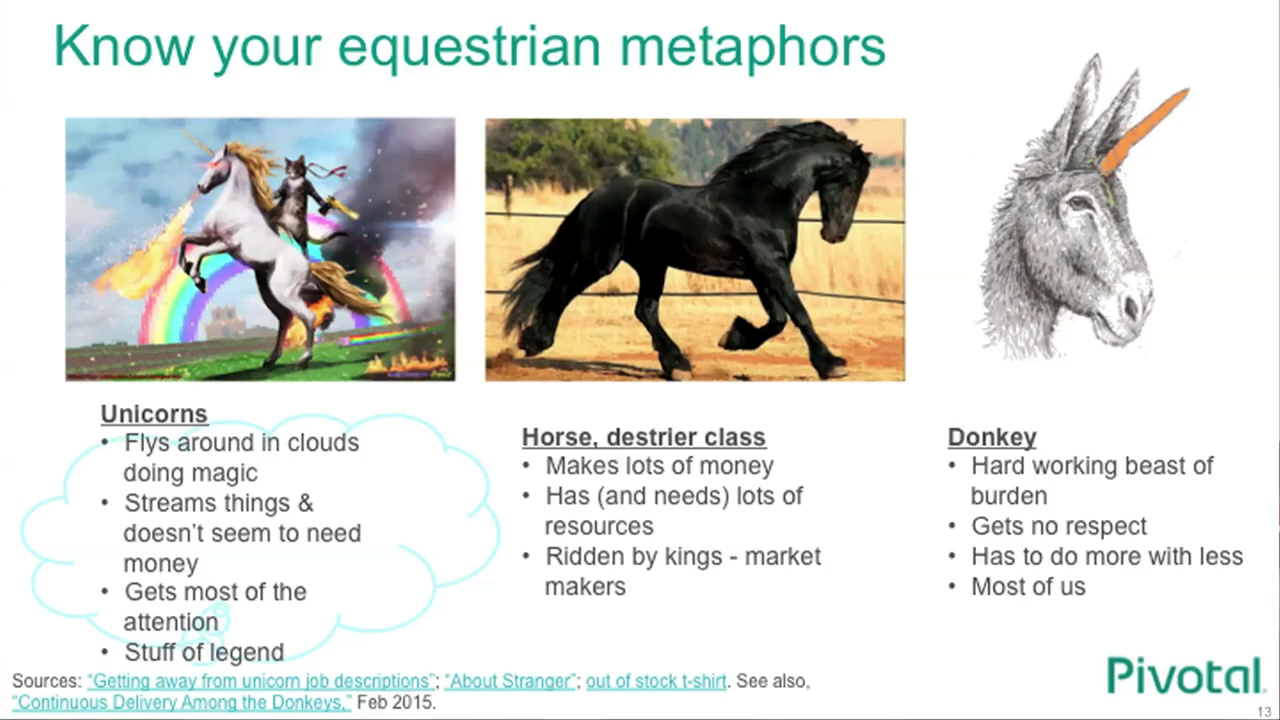 Know your equestrian metaphors
Unicorns
• Flys around in clouds
doing magic
• Streams things &
doesn't seem to need
money
• Gets most of the
attention
• Stuff of legend
Horse, destrier class
• Makes lots of money
• Has (and needs) lots of
resources
• Ridden by kings - market
makers
Donkey
• Hard working beast of
burden
• Gets no respect
• Has to do more with less
• Most of us
Sources: "Getting away from unicorn job descriptions"; "About Stranger"; out of stock t-shirt. See also,
"Continuous Delivery Among the Donkeys," Feb 2015.
Pivotal.
13